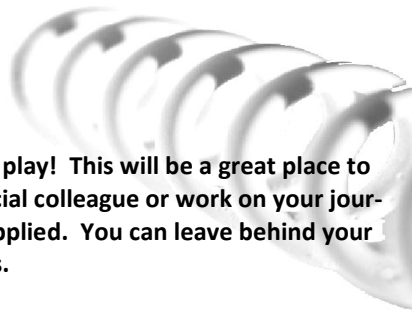 play!  This will be a great place to
cial colleague or work on your jour-
pplied.  You can leave behind your
s.